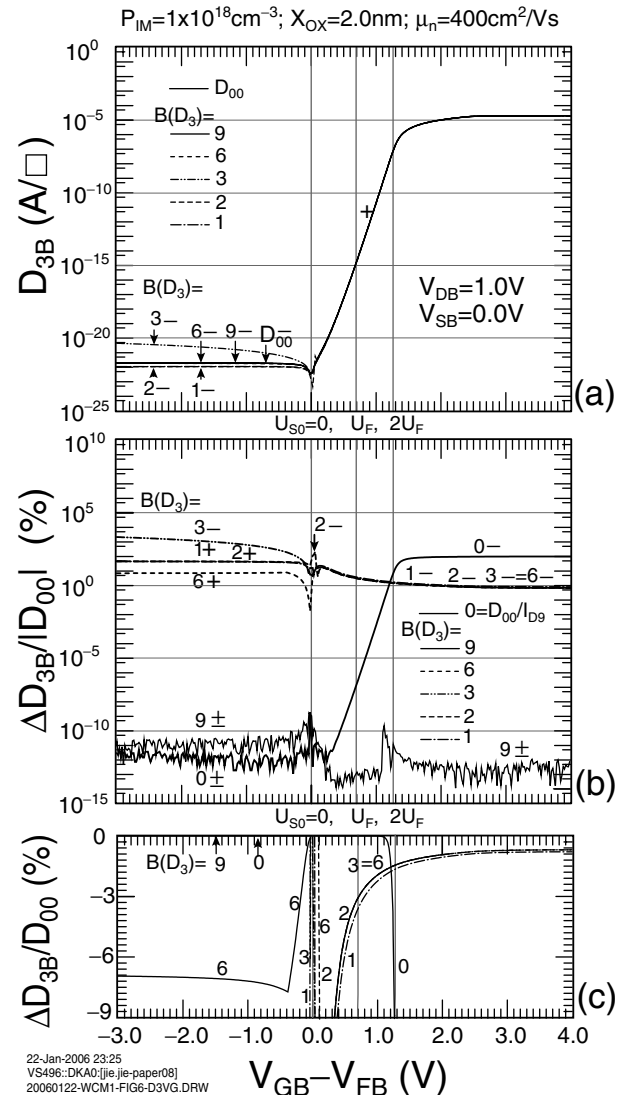 P_IM=1x10^18cm^−3; X_OX=2.0nm; μ_n=400cm^2/Vs
10^0
10^−5
10^−10
10^−15
10^−20
10^−25
D_3B (A/□)
D_00
B(D_3)=
9
6
3
2
1
+
V_DB=1.0V
V_SB=0.0V
B(D_3)=
3− 6− 9− D_00^−
2− 1−
(a)
U_S0=0, U_F, 2U_F
10^10
10^5
10^0
10^−5
10^−10
10^−15
ΔD_3B/|D_00| (%)
B(D_3)=
3−
1+ 2+
6+
2−
0−
1− 2− 3−=6−
0=D_00/I_D9
B(D_3)=
9
6
3
2
1
9±
0±
9±
(b)
U_S0=0, U_F, 2U_F
0
−3
−6
−9
ΔD_3B/D_00 (%)
B(D_3)= 9 0
6
6
3
1
6
2
3=6
2
1
0
(c)
−3.0 −2.0 −1.0 0.0 1.0 2.0 3.0 4.0
V_GB−V_FB (V)
22-Jan-2006 23:25
VS496::DKA0:[jie.jie-paper08]
20060122-WCM1-FIG6-D3VG.DRW